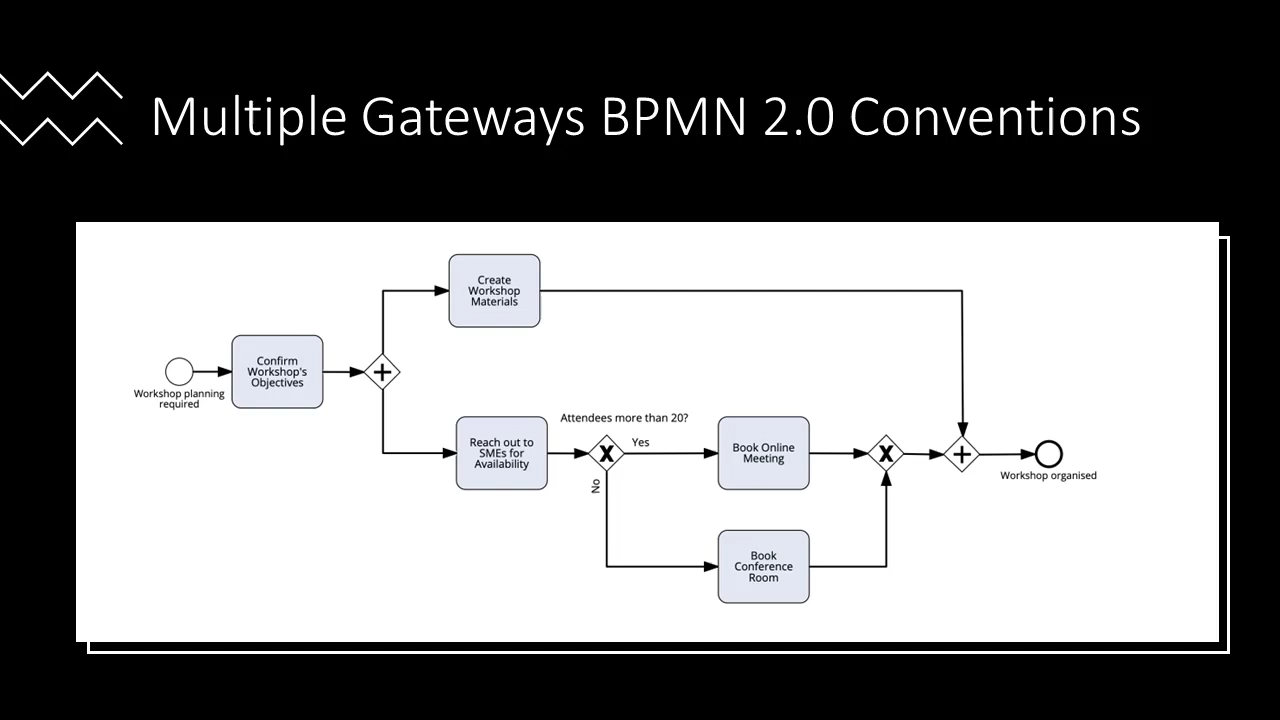 Multiple Gateways BPMN 2.0 Conventions
Create
Workshop
Materials
Confirm
Workshop's
Objectives
Workshop planning
required
Attendees more than 20?
Reach out to
SMEs for
Availability
X
Yes
No
Book Online
Meeting
X
Workshop organised
Book
Conference
Room